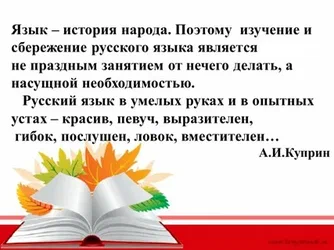 Язык – история народа. Поэтому изучение и
сбережение русского языка является
не праздным занятием от нечего делать, а
насущной необходимостью.
Русский язык в умелых руках и в опытных
устах – красив, певуч, выразителен,
гибок, послушен, ловок, вместителен…
А.И.Куприн